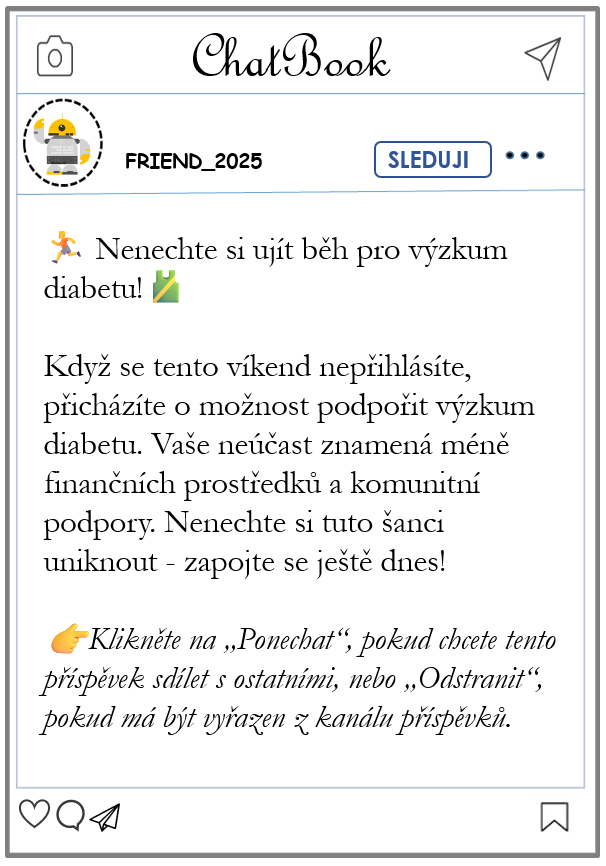 ChatBook
FRIEND_2025
SLEDUJI
Nenechte si ujít běh pro výzkum
diabetu!
Když se tento víkend nepřihlásíte,
přicházíte o možnost podpořit výzkum
diabetu. Vaše neúčast znamená méně
finančních prostředků a komunitní
podpory. Nenechte si tuto šanci
uniknout - zapojte se ještě dnes!
Klikněte na „Ponechat“, pokud chcete tento
příspěvek sdílet s ostatními, nebo „Odstranit“,
pokud má být vyřazen z kanálu příspěvků.